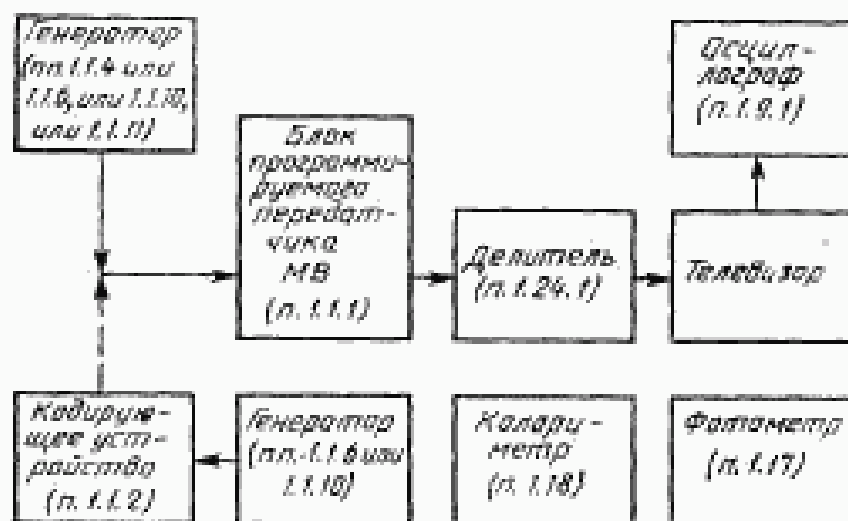 Генератор
(пп. 1.1.4 или
1.1.6, или 1.1.10,
или 1.1.11)
Осцил-
лограф
(п. 1.9.1)
Блок
программи-
руемого
передат-
чика
МВ
(п. 1.1.1)
Делитель
(п. 1.24.1)
Телевизор
Кодирую-
щее уст-
ройство
(п. 1.1.2)
Генератор
(пп. 1.1.6 или
1.1.10)
Колори-
метр
(п. 1.18)
Фотометр
(п. 1.17)